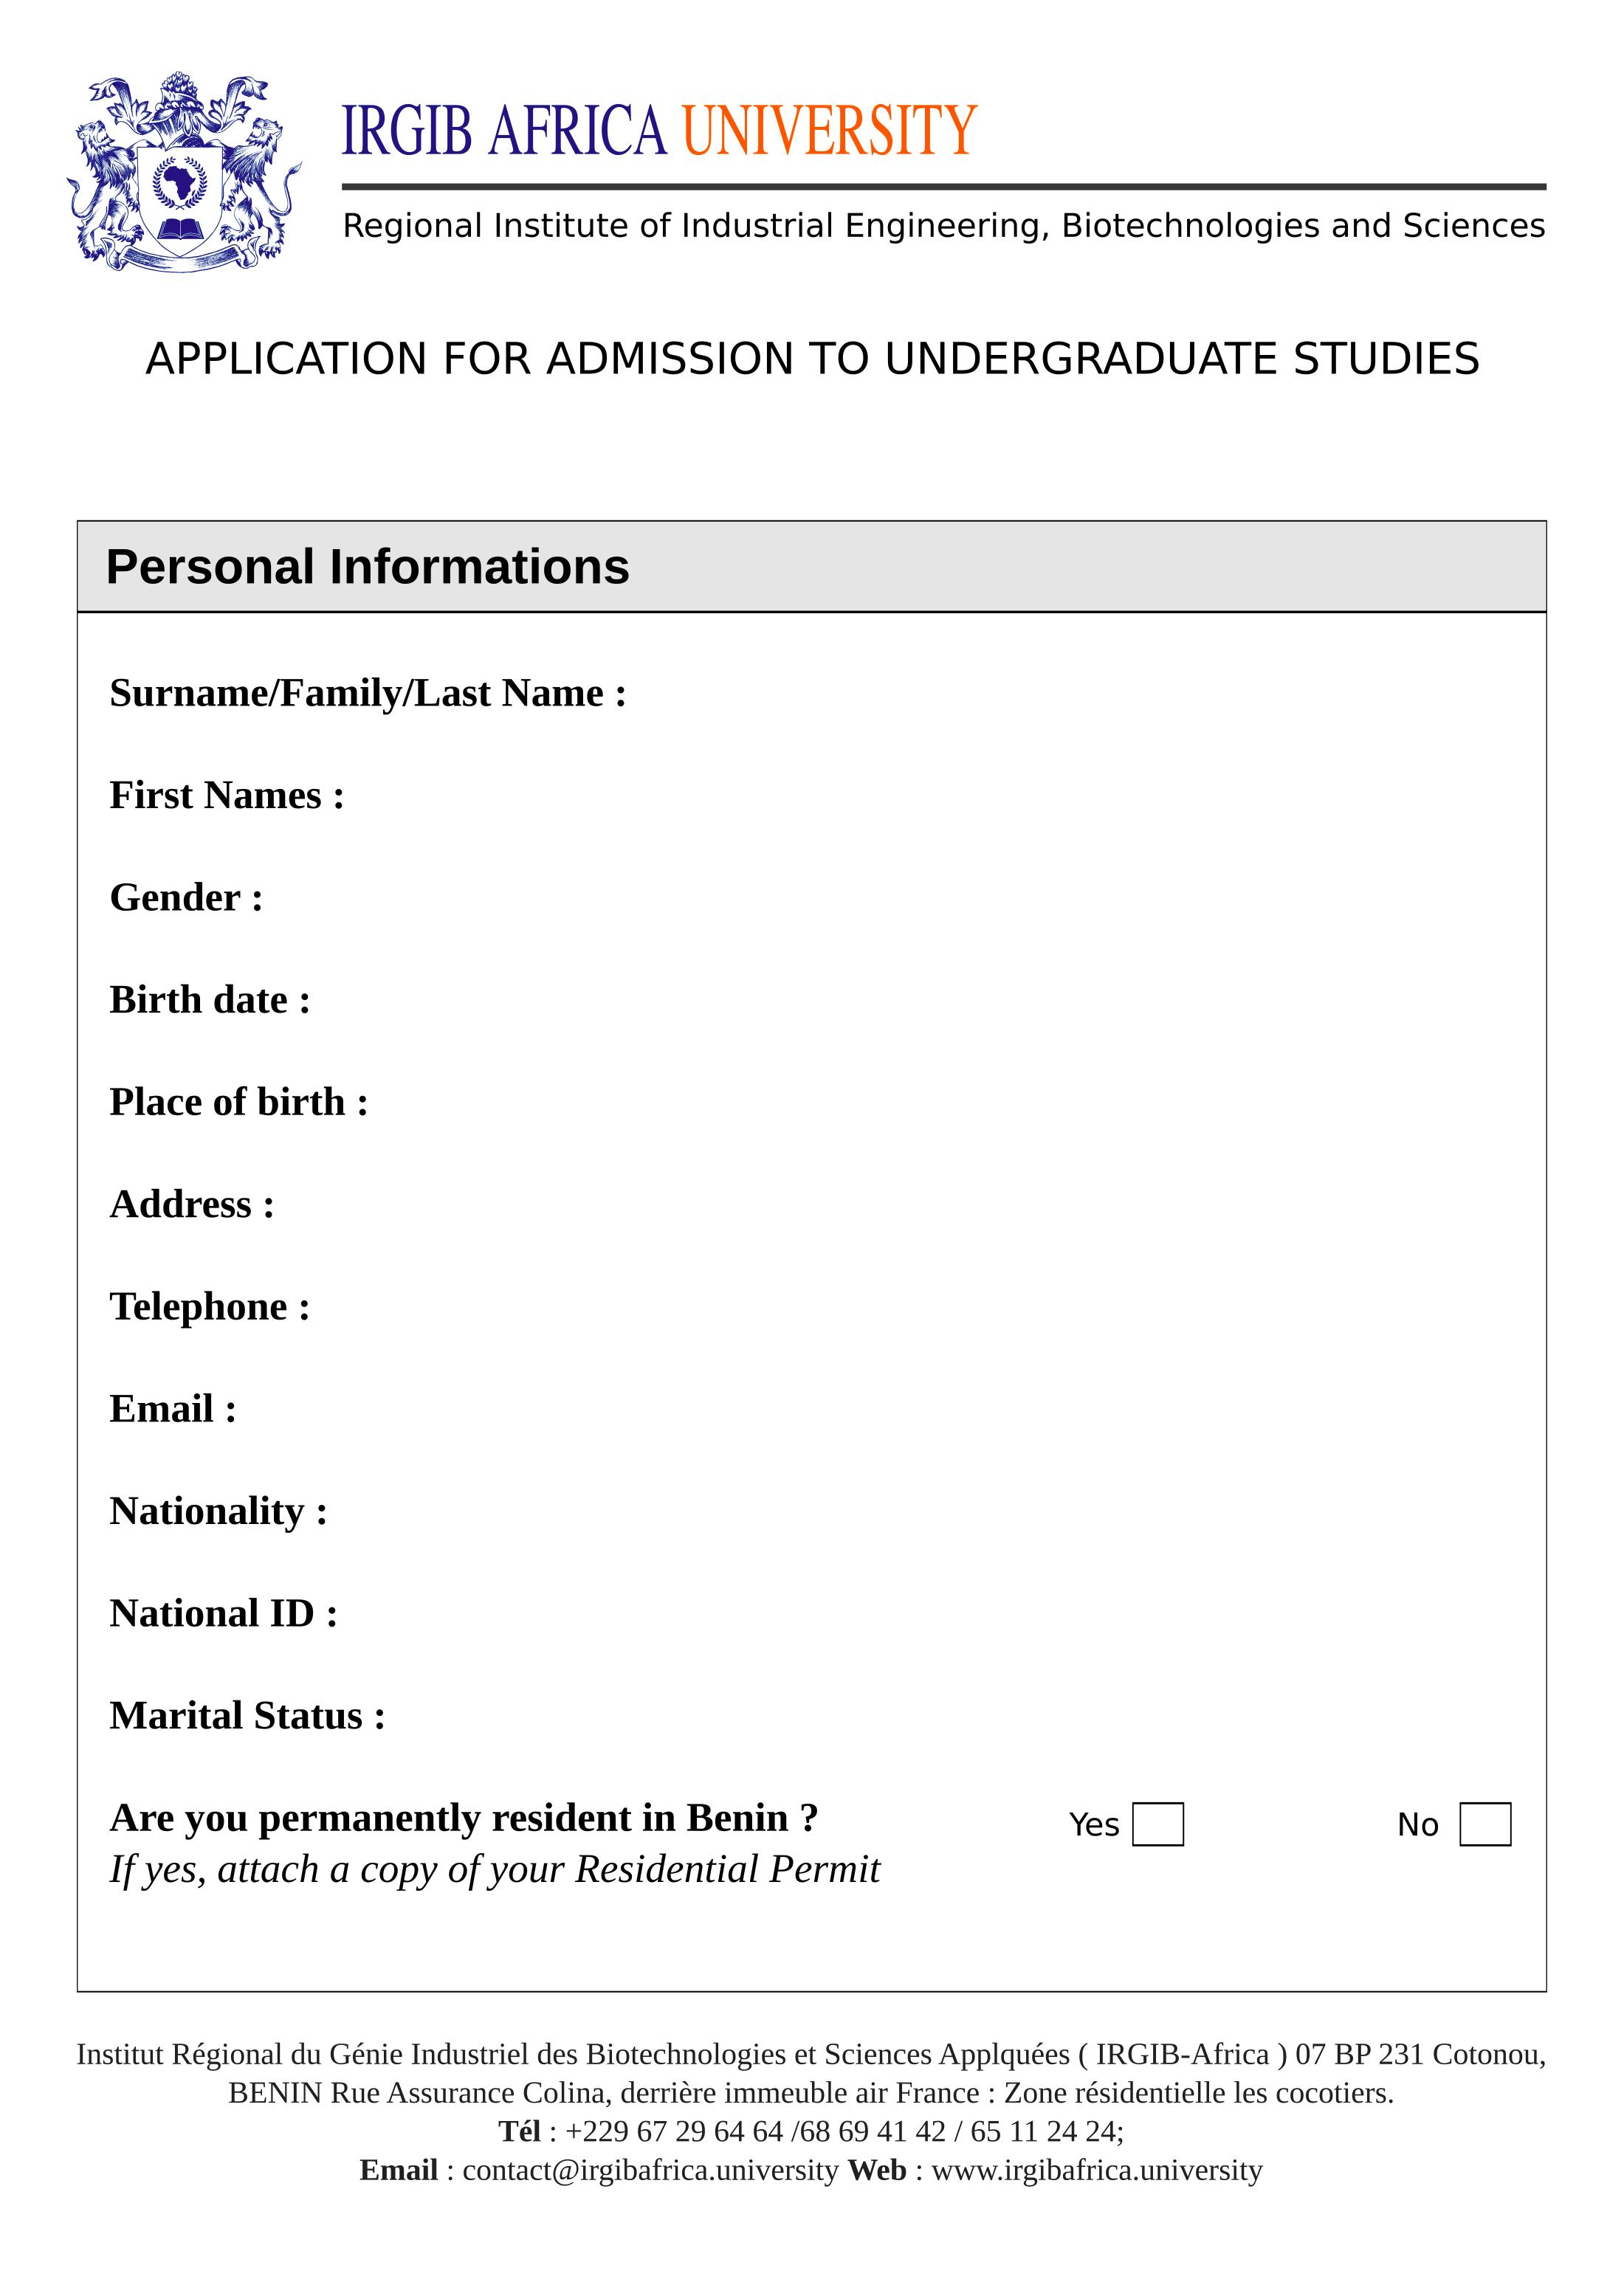 IRGIB AFRICA UNIVERSITY
Regional Institute of Industrial Engineering, Biotechnologies and Sciences
APPLICATION FOR ADMISSION TO UNDERGRADUATE STUDIES
Personal Informations
Surname/Family/Last Name :
First Names :
Gender :
Birth date :
Place of birth :
Address :
Telephone :
Email :
Nationality :
National ID :
Marital Status :
Are you permanently resident in Benin ? Yes No
If yes, attach a copy of your Residential Permit
Institut Régional du Génie Industriel des Biotechnologies et Sciences Applquées ( IRGIB-Africa ) 07 BP 231 Cotonou,
BENIN Rue Assurance Colina, derrière immeuble air France : Zone résidentielle les cocotiers.
Tél : +229 67 29 64 64 /68 69 41 42 / 65 11 24 24;
Email : contact@irgibafrica.university Web : www.irgibafrica.university